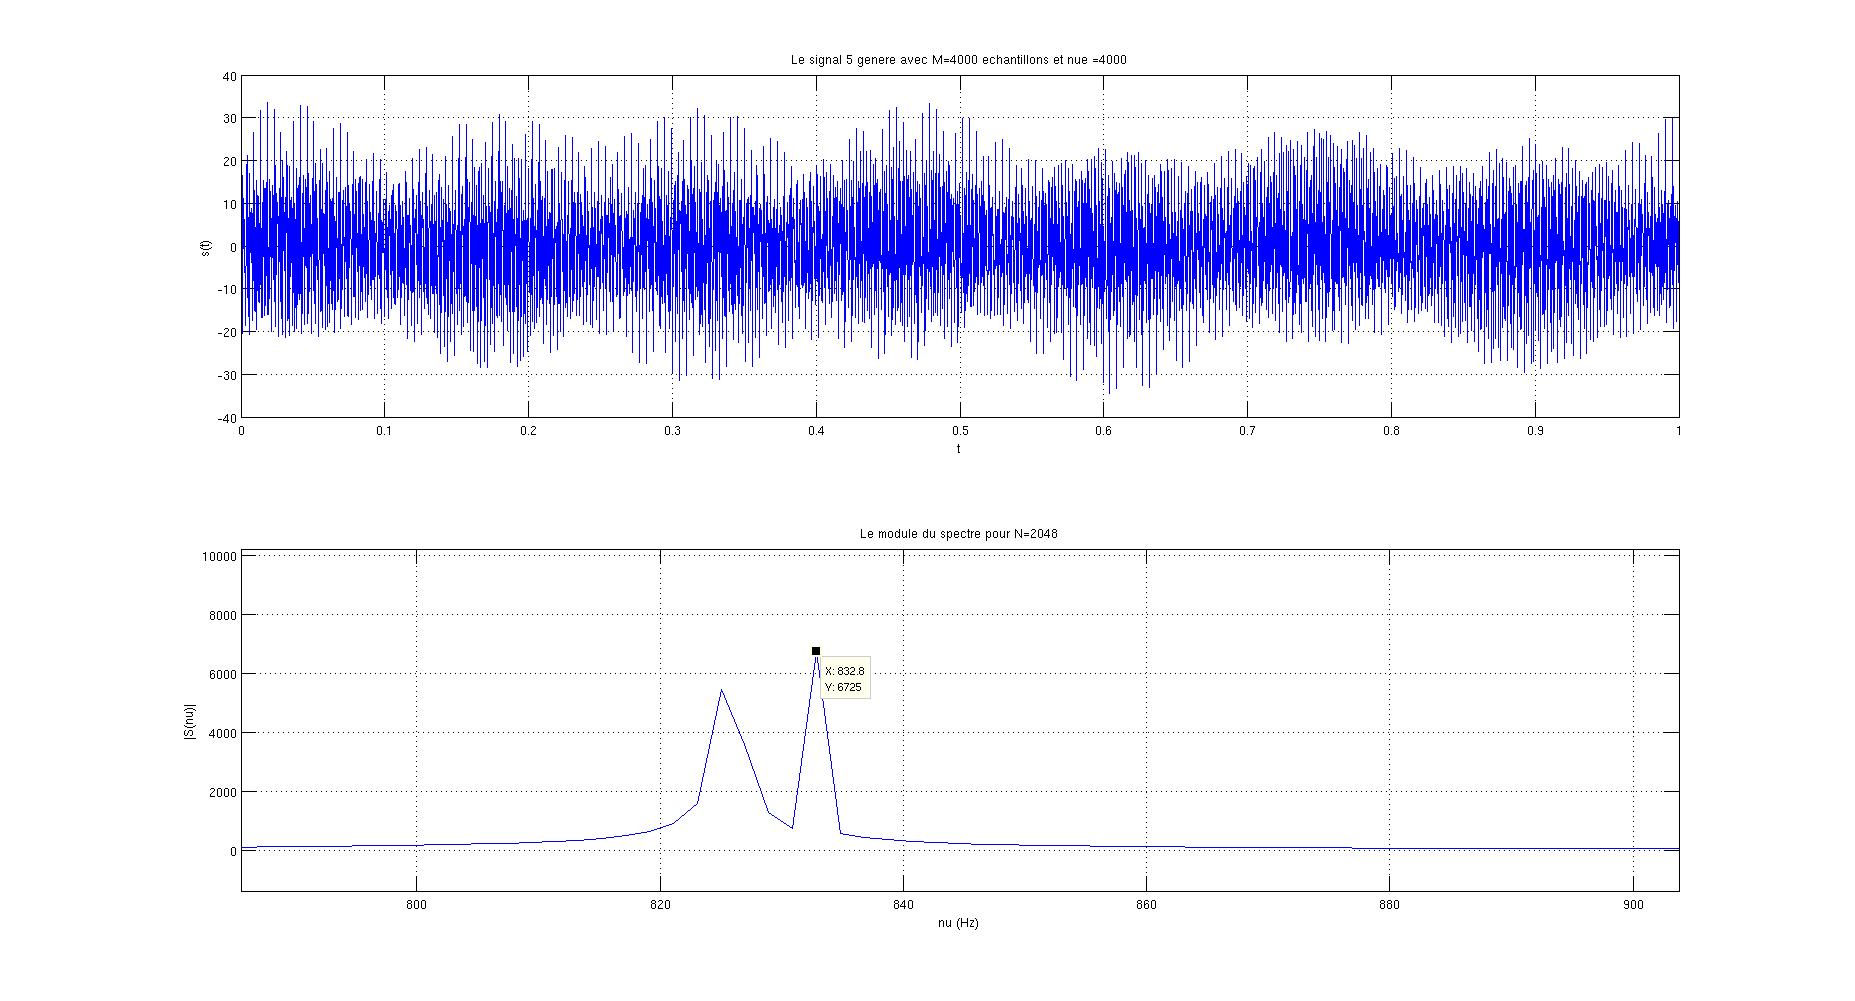 Le signal 5 genere avec M=4000 echantillons et nue =4000
40
30
20
10
0
-10
-20
-30
-40
s(t)
0 0.1 0.2 0.3 0.4 0.5 0.6 0.7 0.8 0.9 1
t
Le module du spectre pour N=2048
10000
8000
6000
4000
2000
0
|S(nu)|
X: 832.8
Y: 6725
800 820 840 860 880 900
nu (Hz)